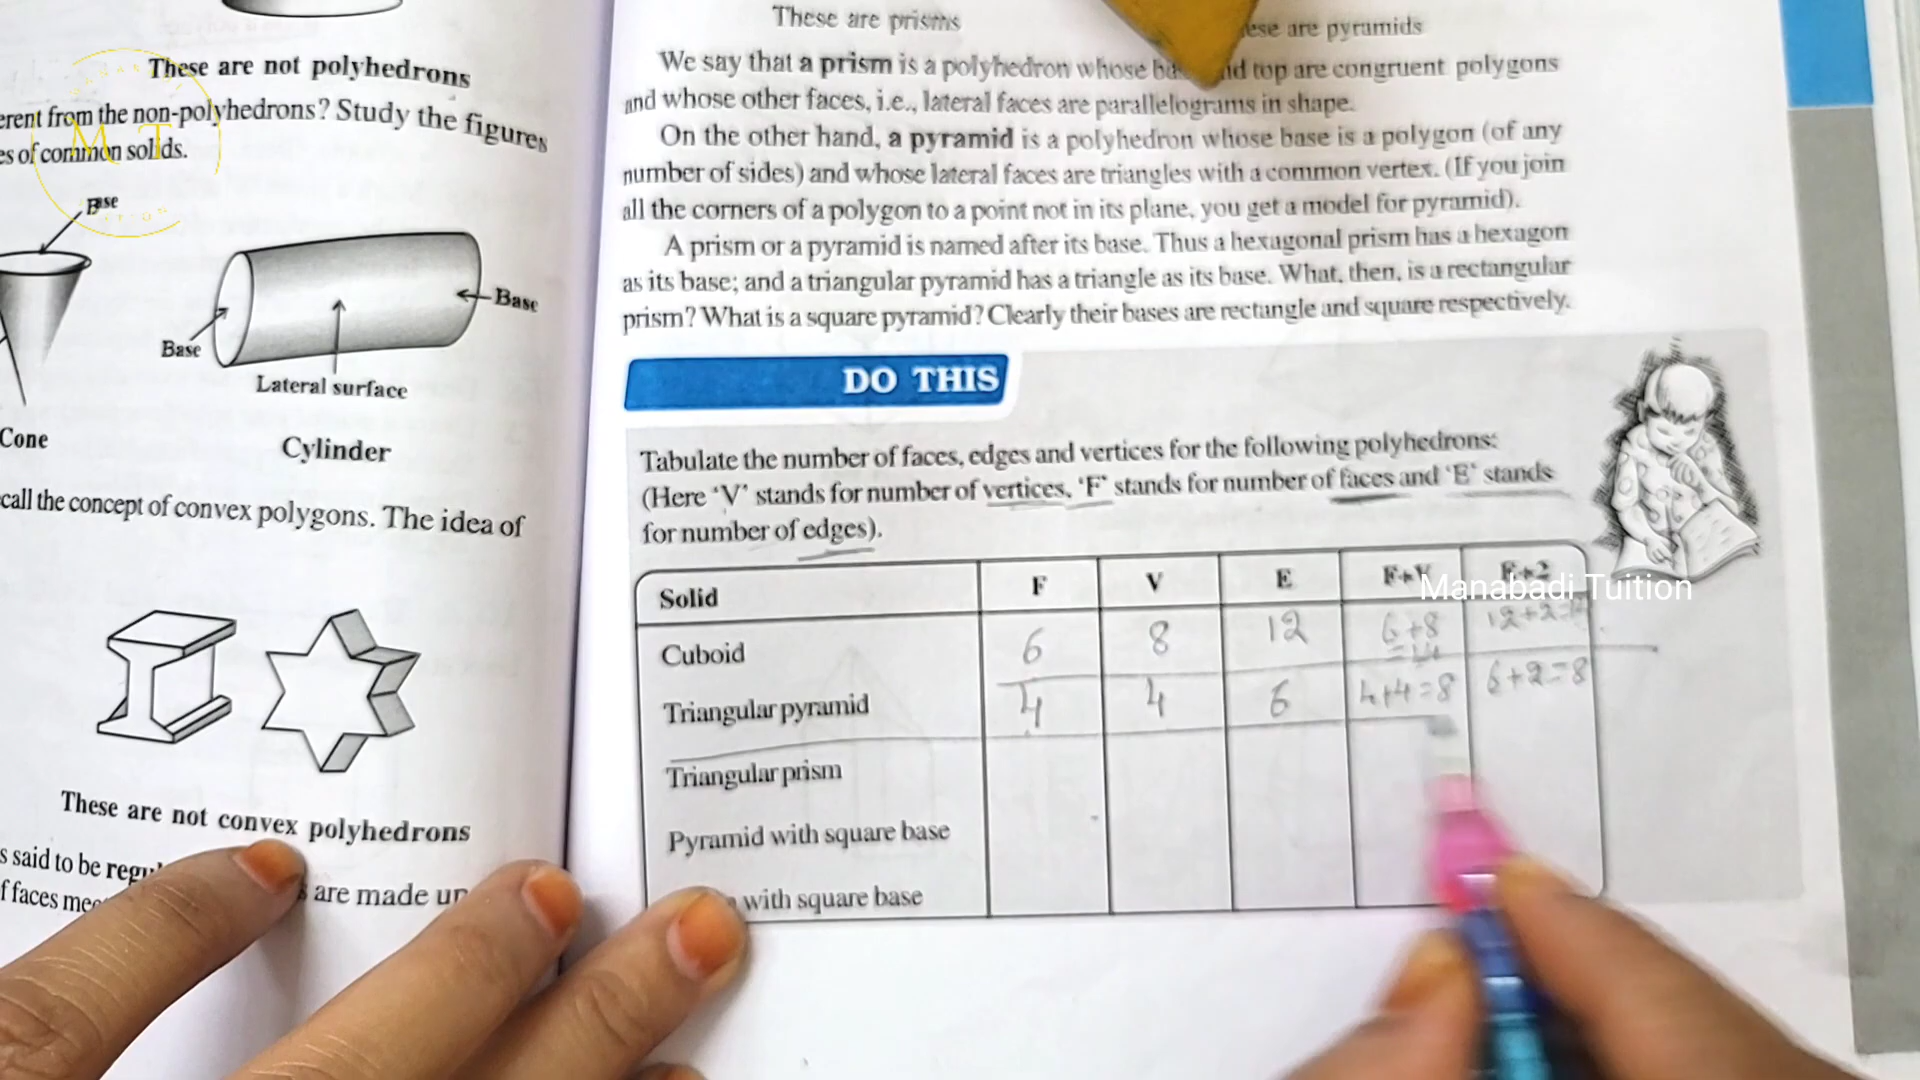 These are not polyhedrons
erent from the non-polyhedrons? Study the figures
es of common solids.
M T
Base
Base
Base
Lateral surface
Cone
Cylinder
call the concept of convex polygons. The idea of
These are not convex polyhedrons
s said to be regul
are made up
f faces mee
These are prisms
ese are pyramids
We say that a prism is a polyhedron whose ba nd top are congruent polygons
and whose other faces, i.e., lateral faces are parallelograms in shape.
On the other hand, a pyramid is a polyhedron whose base is a polygon (of any
number of sides) and whose lateral faces are triangles with a common vertex. (If you join
all the corners of a polygon to a point not in its plane, you get a model for pyramid).
A prism or a pyramid is named after its base. Thus a hexagonal prism has a hexagon
as its base; and a triangular pyramid has a triangle as its base. What, then, is a rectangular
prism? What is a square pyramid? Clearly their bases are rectangle and square respectively.
DO THIS
Tabulate the number of faces, edges and vertices for the following polyhedrons:
(Here ‘V’ stands for number of vertices, ‘F’ stands for number of faces and ‘E’ stands
for number of edges).
Solid F V E F+V E+2
Manabadi Tuition
Cuboid 6 8 12 6+8 =14 12+2=14
Triangular pyramid 4 4 6 4+4=8 6+2=8
Triangular prism
Pyramid with square base
with square base